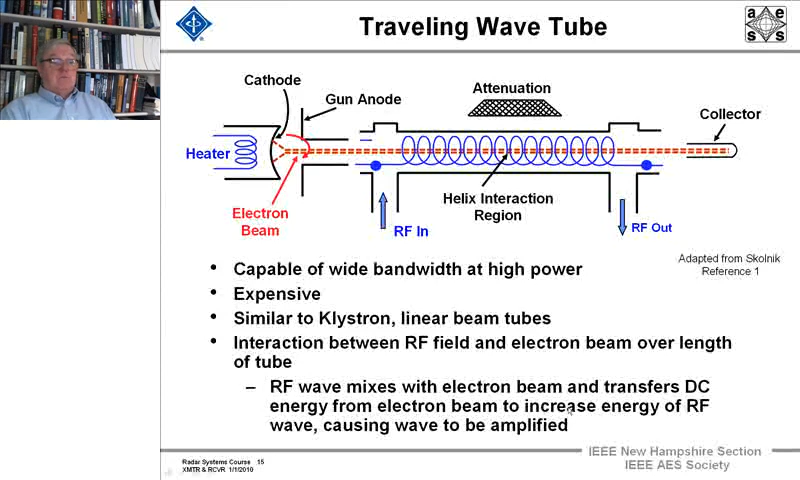 Traveling Wave Tube
a e
s s
Cathode
Attenuation
Gun Anode
Collector
Heater
Helix Interaction
Region
Electron
Beam
RF In
RF Out
Adapted from Skolnik
Reference 1
• Capable of wide bandwidth at high power
• Expensive
• Similar to Klystron, linear beam tubes
• Interaction between RF field and electron beam over length
of tube
– RF wave mixes with electron beam and transfers DC
energy from electron beam to increase energy of RF
wave, causing wave to be amplified
Radar Systems Course 15
XMTR & RCVR 1/1/2010
IEEE New Hampshire Section
IEEE AES Society